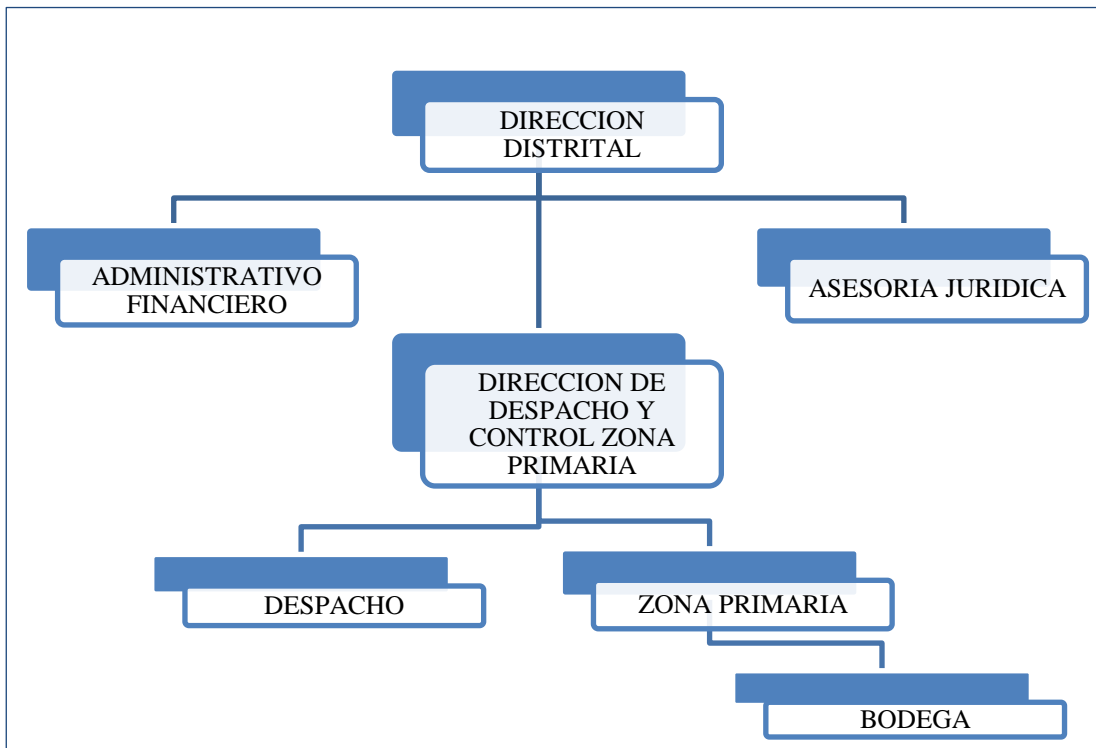 DIRECCION
DISTRITAL
ADMINISTRATIVO
FINANCIERO
ASESORIA JURIDICA
DIRECCION DE
DESPACHO Y
CONTROL ZONA
PRIMARIA
DESPACHO
ZONA PRIMARIA
BODEGA